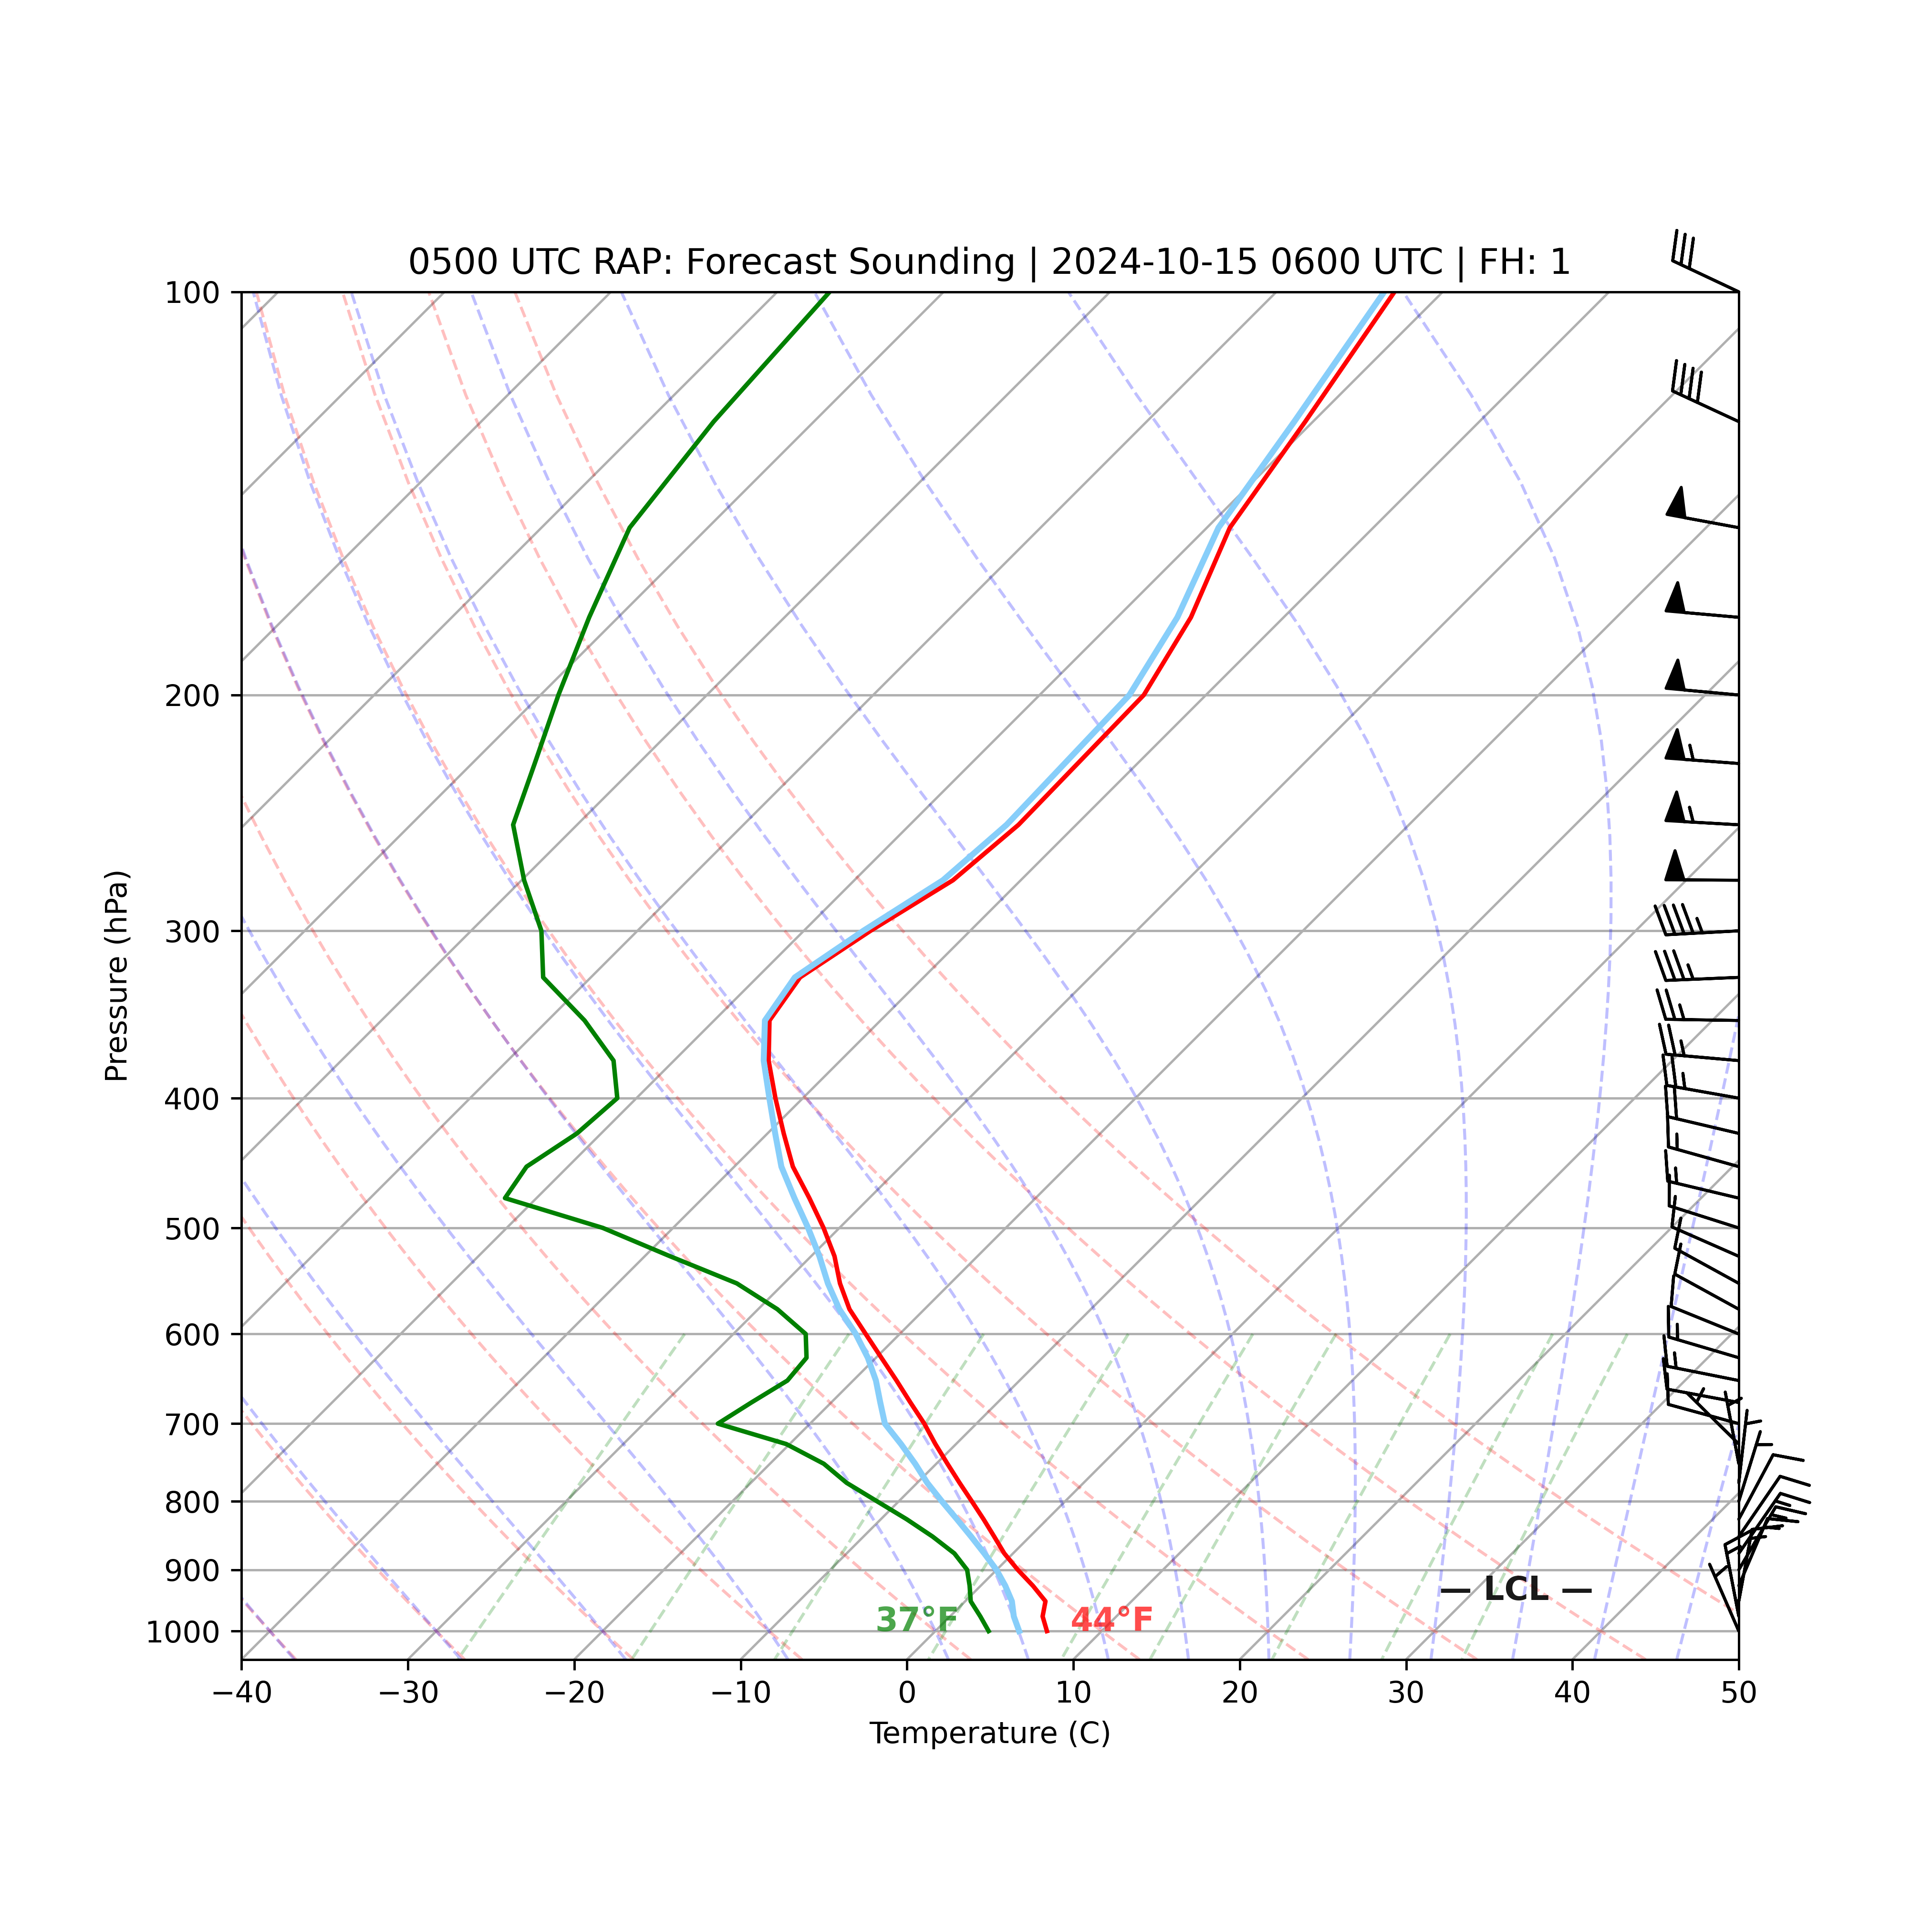 0500 UTC RAP: Forecast Sounding | 2024-10-15 0600 UTC | FH: 1
100
200
300
400
500
600
700
800
900
1000
Pressure (hPa)
— LCL —
37°F 44°F
−40 −30 −20 −10 0 10 20 30 40 50
Temperature (C)